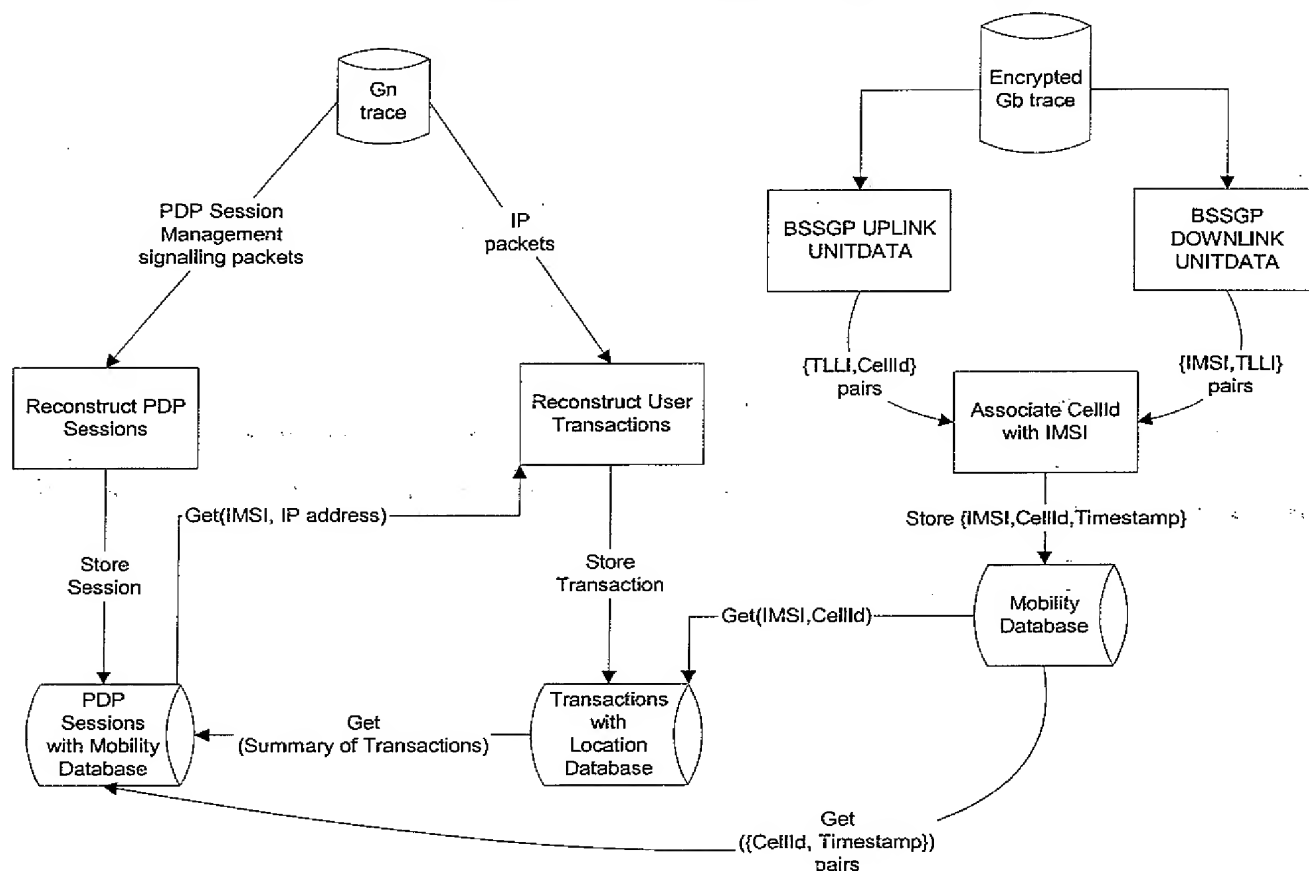 Gn
trace
Encrypted
Gb trace
PDP Session
Management
signalling packets
IP
packets
BSSGP UPLINK
UNITDATA
BSSGP
DOWNLINK
UNITDATA
{TLLI,CellId}
pairs
{IMSI,TLLI}
pairs
Reconstruct PDP
Sessions
Reconstruct User
Transactions
Associate CellId
with IMSI
Get(IMSI, IP address)
Store {IMSI,CellId,Timestamp}
Store
Session
Store
Transaction
Get(IMSI,CellId)
Mobility
Database
PDP
Sessions
with Mobility
Database
Get
(Summary of Transactions)
Transactions
with
Location
Database
Get
({CellId, Timestamp})
pairs